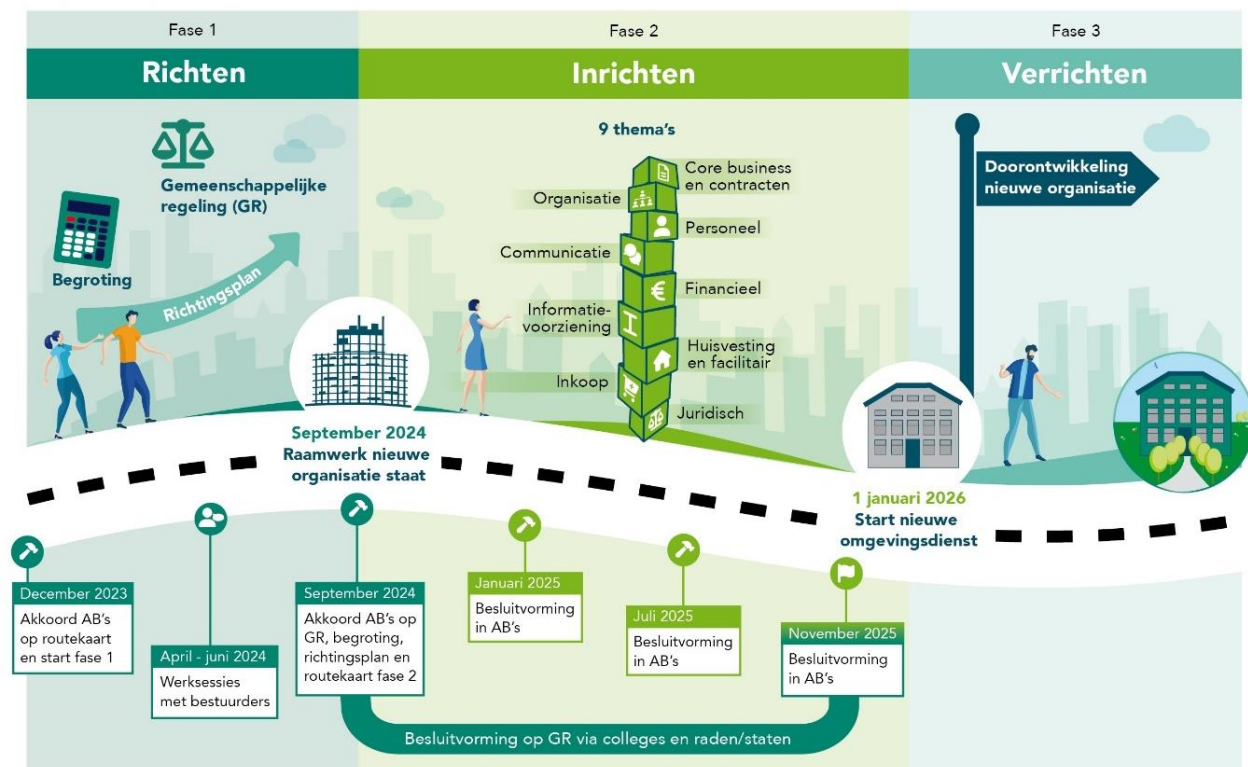 Fase 1
Richten
Gemeenschappelijke
regeling (GR)
Begroting
Richtingsplan
September 2024
Raamwerk nieuwe
organisatie staat
Fase 2
Inrichten
9 thema's
Core business
en contracten
Organisatie
Personeel
Communicatie
Financieel
Informatie-
voorziening
Huisvesting
en facilitair
Inkoop
Juridisch
Fase 3
Verrichten
Doorontwikkeling
nieuwe organisatie
1 januari 2026
Start nieuwe
omgevingsdienst
December 2023
Akkoord AB's
op routekaart
en start fase 1
April - juni 2024
Werksessies
met bestuurders
September 2024
Akkoord AB's op
GR, begroting,
richtingsplan en
routekaart fase 2
Januari 2025
Besluitvorming
in AB's
Juli 2025
Besluitvorming
in AB's
November 2025
Besluitvorming
in AB's
Besluitvorming op GR via colleges en raden/staten